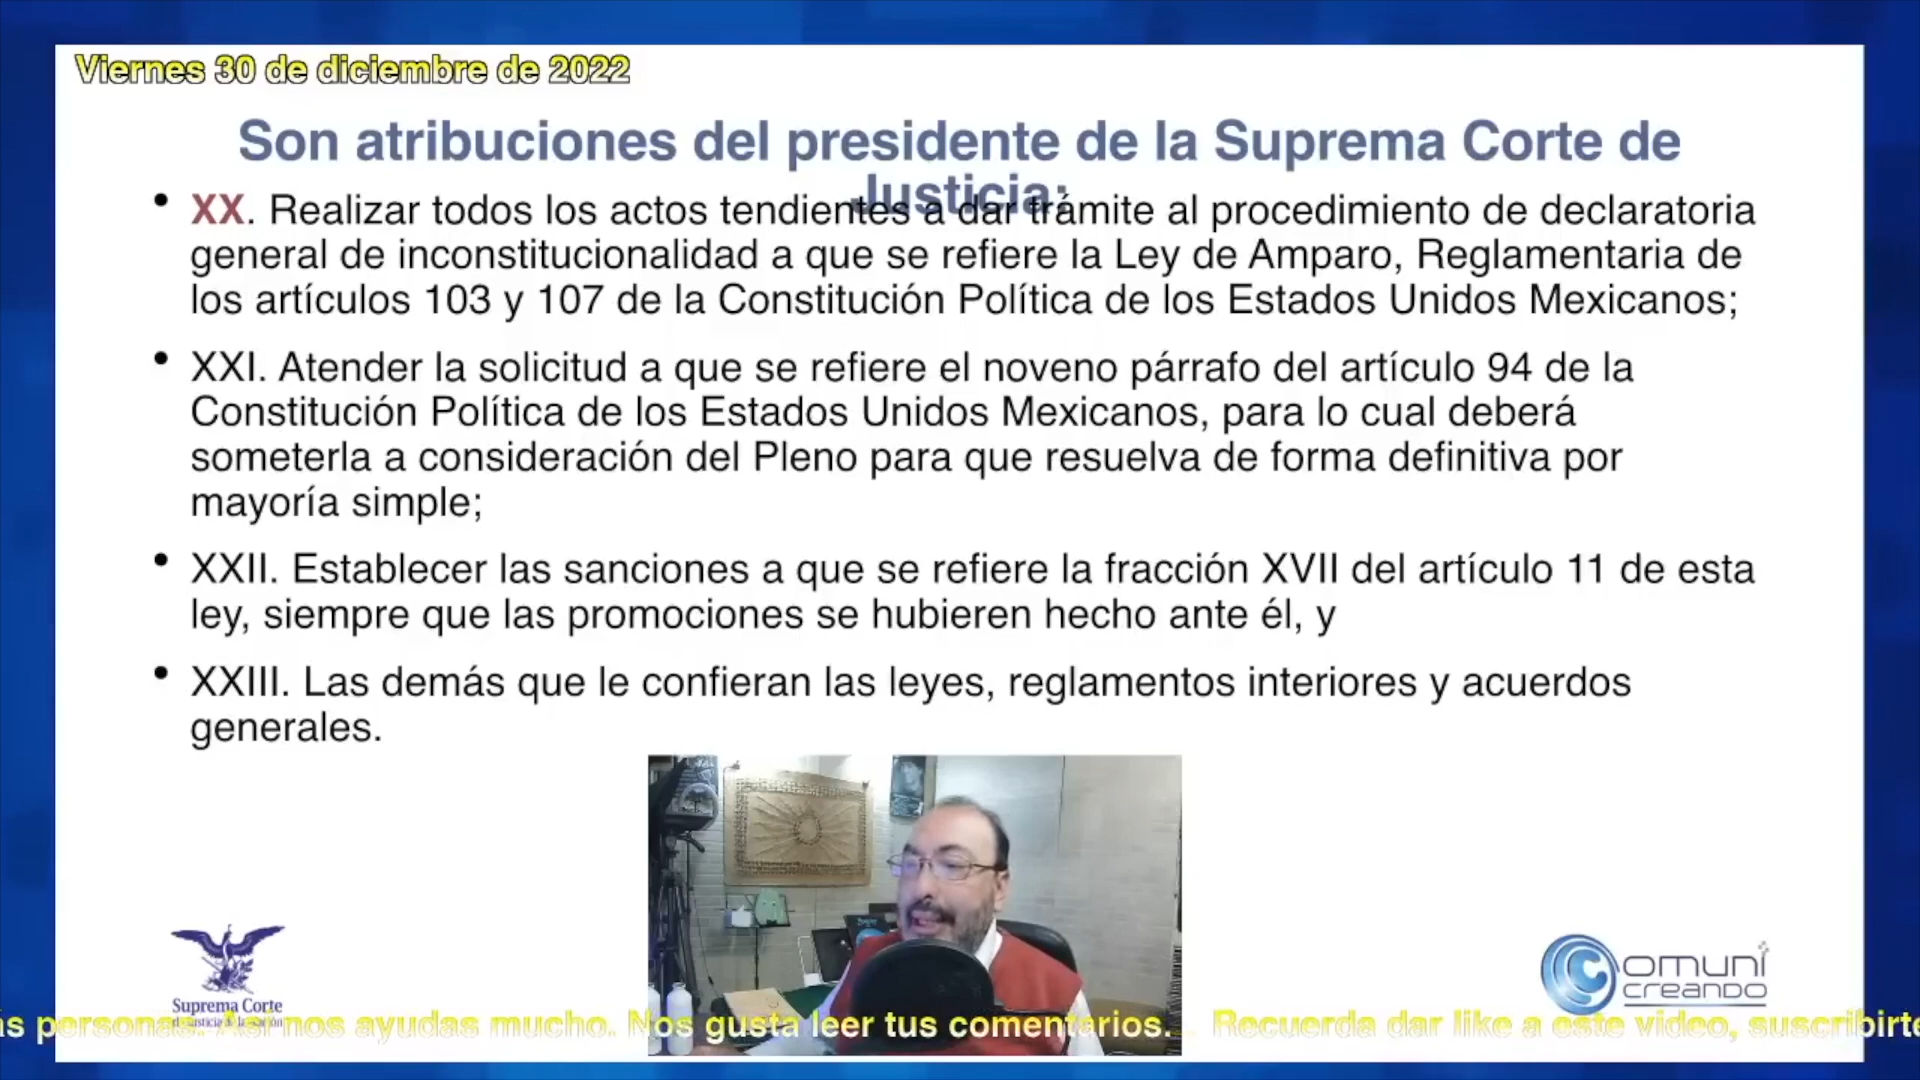 Viernes 30 de diciembre de 2022
Son atribuciones del presidente de la Suprema Corte de
Justicia:
• XX. Realizar todos los actos tendientes a dar trámite al procedimiento de declaratoria
general de inconstitucionalidad a que se refiere la Ley de Amparo, Reglamentaria de
los artículos 103 y 107 de la Constitución Política de los Estados Unidos Mexicanos;
• XXI. Atender la solicitud a que se refiere el noveno párrafo del artículo 94 de la
Constitución Política de los Estados Unidos Mexicanos, para lo cual deberá
someterla a consideración del Pleno para que resuelva de forma definitiva por
mayoría simple;
• XXII. Establecer las sanciones a que se refiere la fracción XVII del artículo 11 de esta
ley, siempre que las promociones se hubieren hecho ante él, y
• XXIII. Las demás que le confieran las leyes, reglamentos interiores y acuerdos
generales.
Suprema Corte
de Justicia de la Nación
Comuni
creando
personas. Así nos ayudas mucho. Nos gusta leer tus comentarios. Recuerda dar like a este video, suscribirte